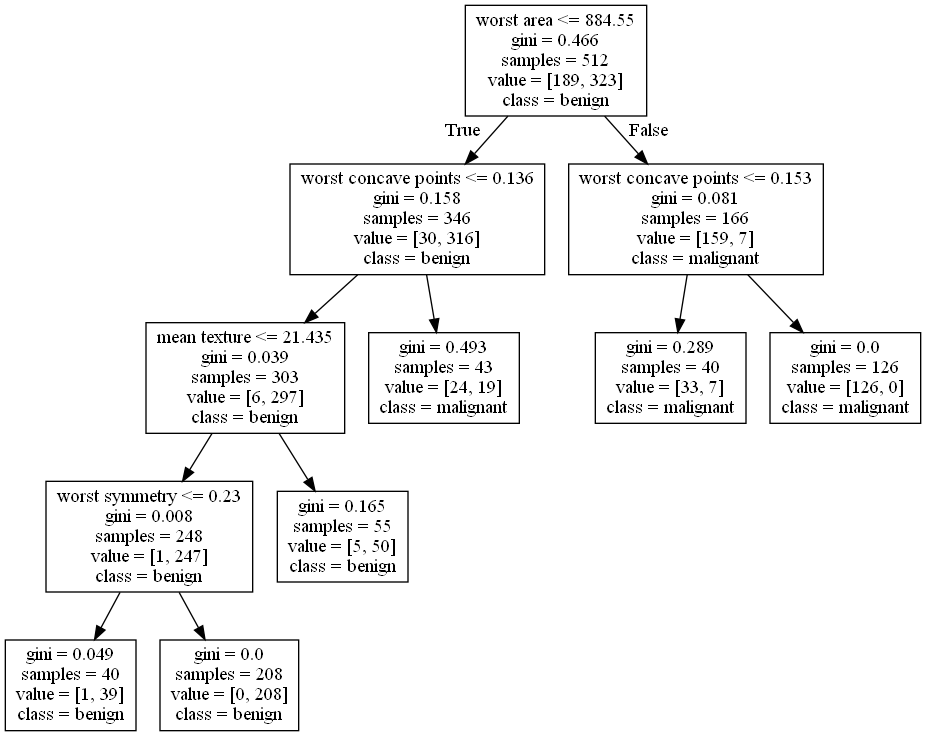 worst area <= 884.55
gini = 0.466
samples = 512
value = [189, 323]
class = benign
True
False
worst concave points <= 0.136
gini = 0.158
samples = 346
value = [30, 316]
class = benign
worst concave points <= 0.153
gini = 0.081
samples = 166
value = [159, 7]
class = malignant
mean texture <= 21.435
gini = 0.039
samples = 303
value = [6, 297]
class = benign
gini = 0.493
samples = 43
value = [24, 19]
class = malignant
gini = 0.289
samples = 40
value = [33, 7]
class = malignant
gini = 0.0
samples = 126
value = [126, 0]
class = malignant
worst symmetry <= 0.23
gini = 0.008
samples = 248
value = [1, 247]
class = benign
gini = 0.165
samples = 55
value = [5, 50]
class = benign
gini = 0.049
samples = 40
value = [1, 39]
class = benign
gini = 0.0
samples = 208
value = [0, 208]
class = benign